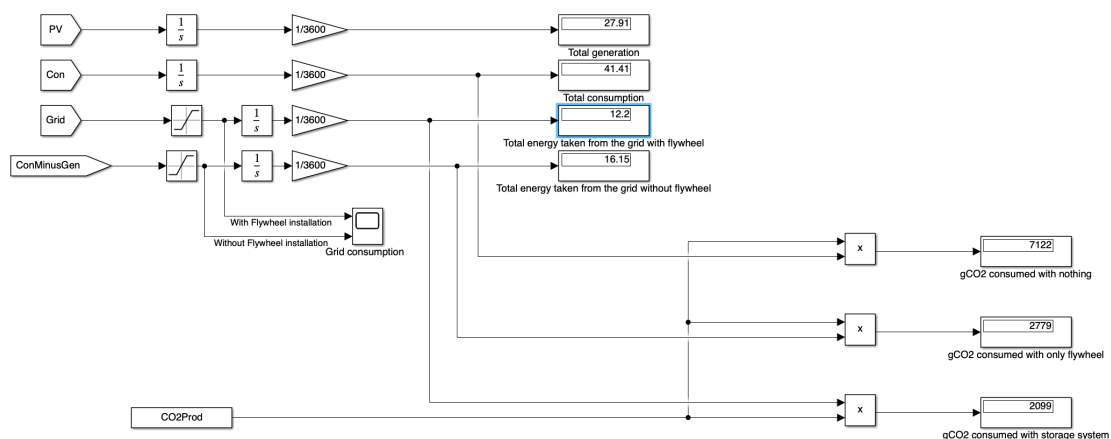 PV
1
s
1/3600
27.91
Total generation
Con
1
s
1/3600
41.41
Total consumption
Grid
1
s
1/3600
12.2
Total energy taken from the grid with flywheel
ConMinusGen
1
s
1/3600
16.15
Total energy taken from the grid without flywheel
With Flywheel installation
Without Flywheel installation
Grid consumption
x
7122
gCO2 consumed with nothing
x
2779
gCO2 consumed with only flywheel
CO2Prod
x
2099
gCO2 consumed with storage system